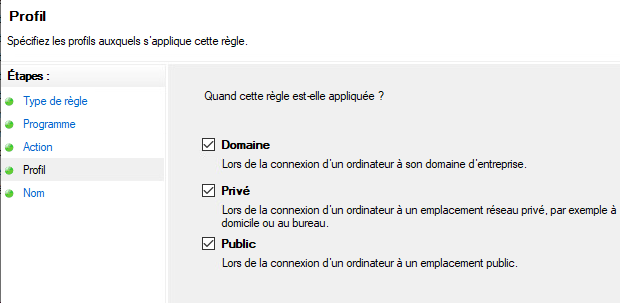 Profil
Spécifiez les profils auxquels s'applique cette règle.
Étapes :
Type de règle
Programme
Action
Profil
Nom
Quand cette règle est-elle appliquée ?
Domaine
Lors de la connexion d'un ordinateur à son domaine d'entreprise.
Privé
Lors de la connexion d'un ordinateur à un emplacement réseau privé, par exemple à
domicile ou au bureau.
Public
Lors de la connexion d'un ordinateur à un emplacement public.